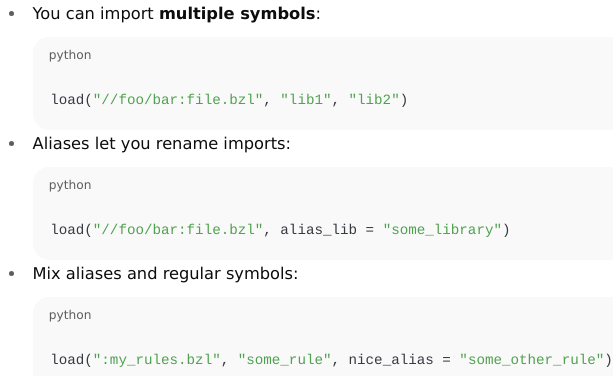 You can import multiple symbols:
python
load("//foo/bar:file.bzl", "lib1", "lib2")
Aliases let you rename imports:
python
load("//foo/bar:file.bzl", alias_lib = "some_library")
Mix aliases and regular symbols:
python
load(":my_rules.bzl", "some_rule", nice_alias = "some_other_rule")